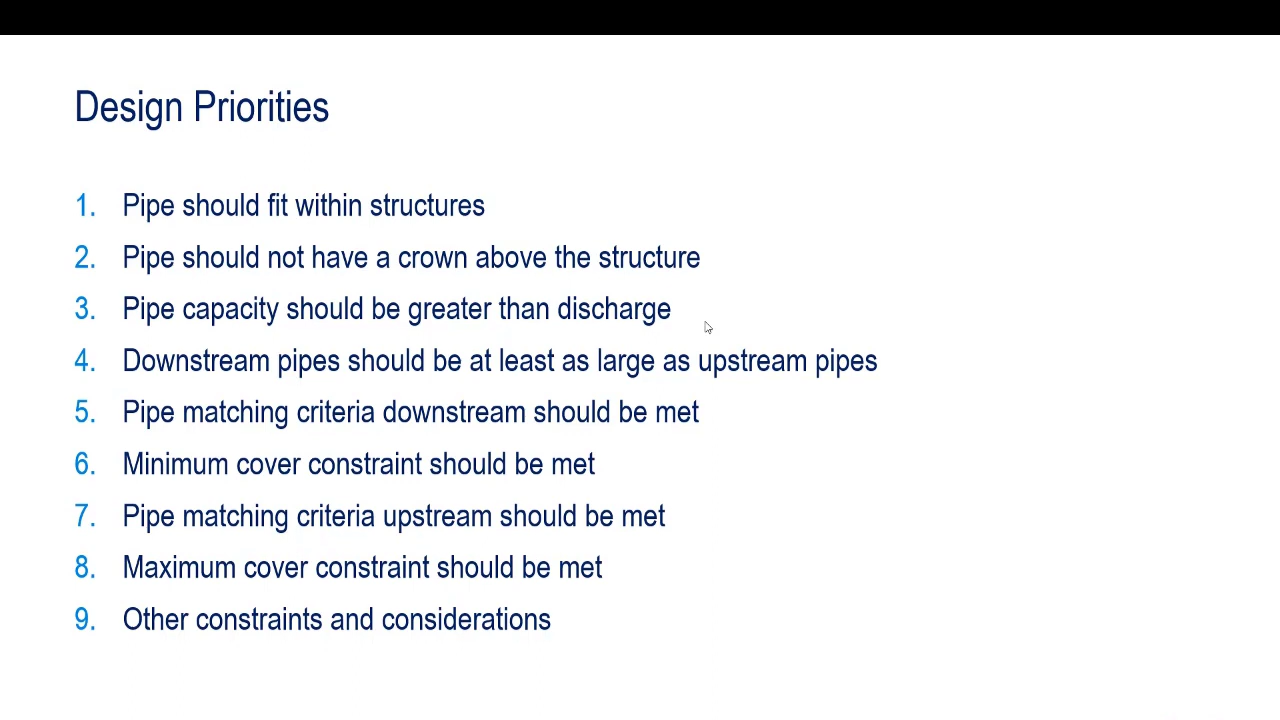 Design Priorities
1. Pipe should fit within structures
2. Pipe should not have a crown above the structure
3. Pipe capacity should be greater than discharge
4. Downstream pipes should be at least as large as upstream pipes
5. Pipe matching criteria downstream should be met
6. Minimum cover constraint should be met
7. Pipe matching criteria upstream should be met
8. Maximum cover constraint should be met
9. Other constraints and considerations